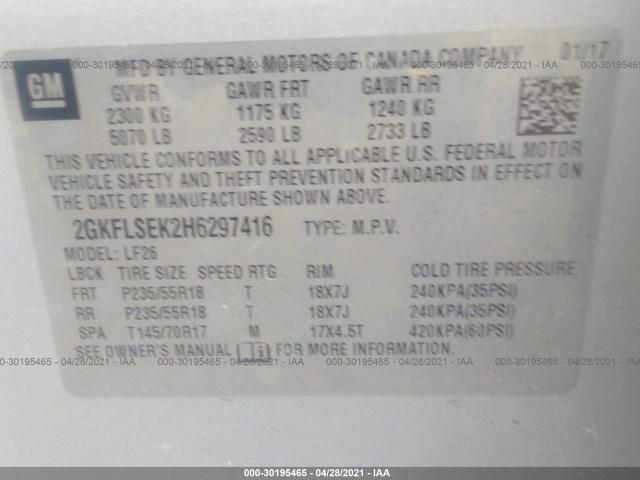 GM
MFD BY GENERAL MOTORS OF CANADA COMPANY 01/17
GVWR GAWR FRT GAWR RR
2300 KG 1175 KG 1240 KG
5070 LB 2590 LB 2733 LB
THIS VEHICLE CONFORMS TO ALL APPLICABLE U.S. FEDERAL MOTOR
VEHICLE SAFETY AND THEFT PREVENTION STANDARDS IN EFFECT ON
THE DATE OF MANUFACTURE SHOWN ABOVE.
2GKFLSEK2H6297416 TYPE: M.P.V.
MODEL: LF26
LBCK TIRE SIZE SPEED RTG RIM COLD TIRE PRESSURE
FRT P235/55R18 T 18X7J 240KPA(35PSI)
RR P235/55R18 T 18X7J 240KPA(35PSI)
SPA T145/70R17 M 17X4.5T 420KPA(60PSI)
SEE OWNER'S MANUAL FOR MORE INFORMATION.
000-30195465 - 04/28/2021 - IAA